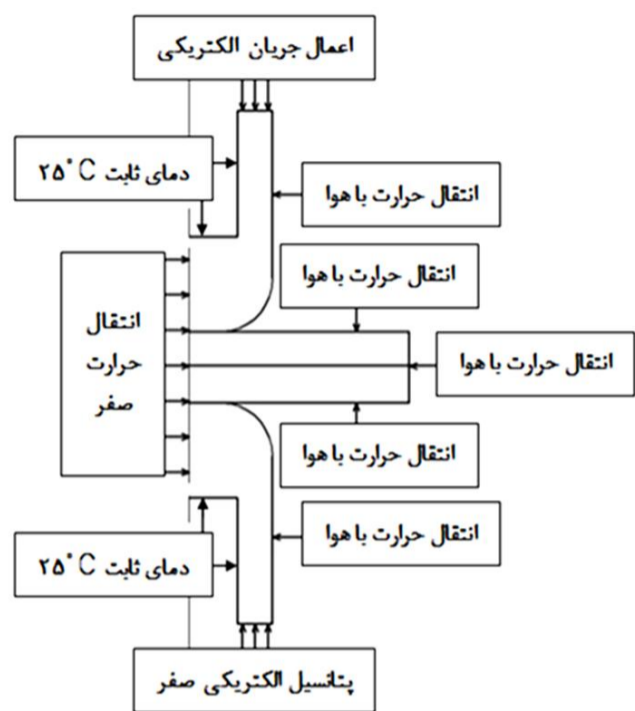 اعمال جریان الکتریکی
دمای ثابت ۲۵°C
انتقال حرارت با هوا
انتقال حرارت با هوا
انتقال
حرارت
صفر
انتقال حرارت با هوا
انتقال حرارت با هوا
انتقال حرارت با هوا
دمای ثابت ۲۵°C
پتانسیل الکتریکی صفر